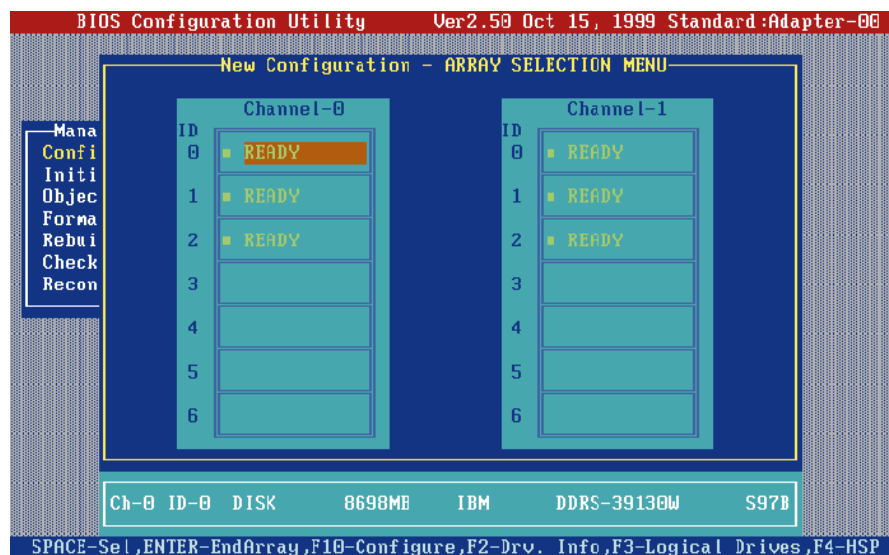 BIOS Configuration Utility Ver2.50 Oct 15, 1999 Standard:Adapter-00
New Configuration - ARRAY SELECTION MENU
Channel-0 Channel-1
Mana
ID ID
Confi 0 READY 0 READY
Initi
Objec 1 READY 1 READY
Forma
Rebui 2 READY 2 READY
Check
Recon 3 3
4 4
5 5
6 6
Ch-0 ID-0 DISK 8698MB IBM DDRS-39130W S97B
SPACE-Sel,ENTER-EndArray,F10-Configure,F2-Drv. Info,F3-Logical Drives,F4-HSP